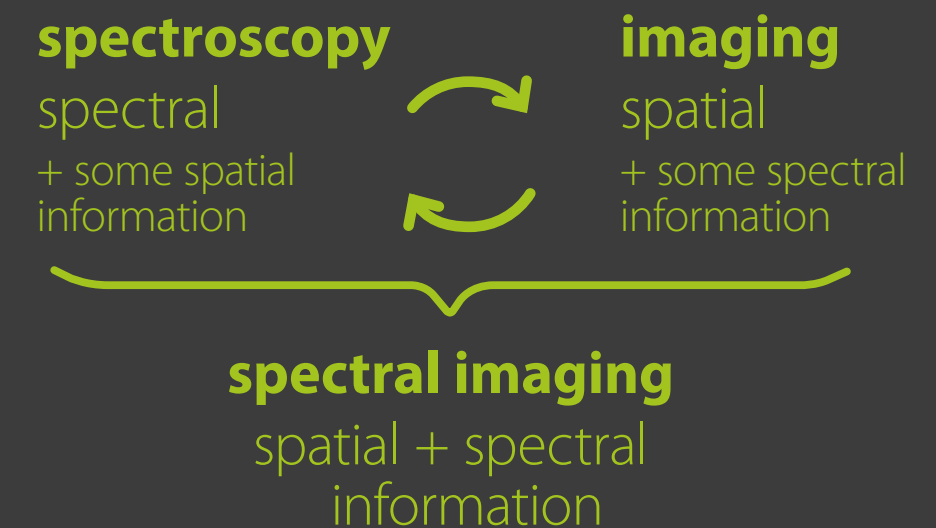 spectroscopy
spectral
+ some spatial
information
imaging
spatial
+ some spectral
information
spectral imaging
spatial + spectral
information